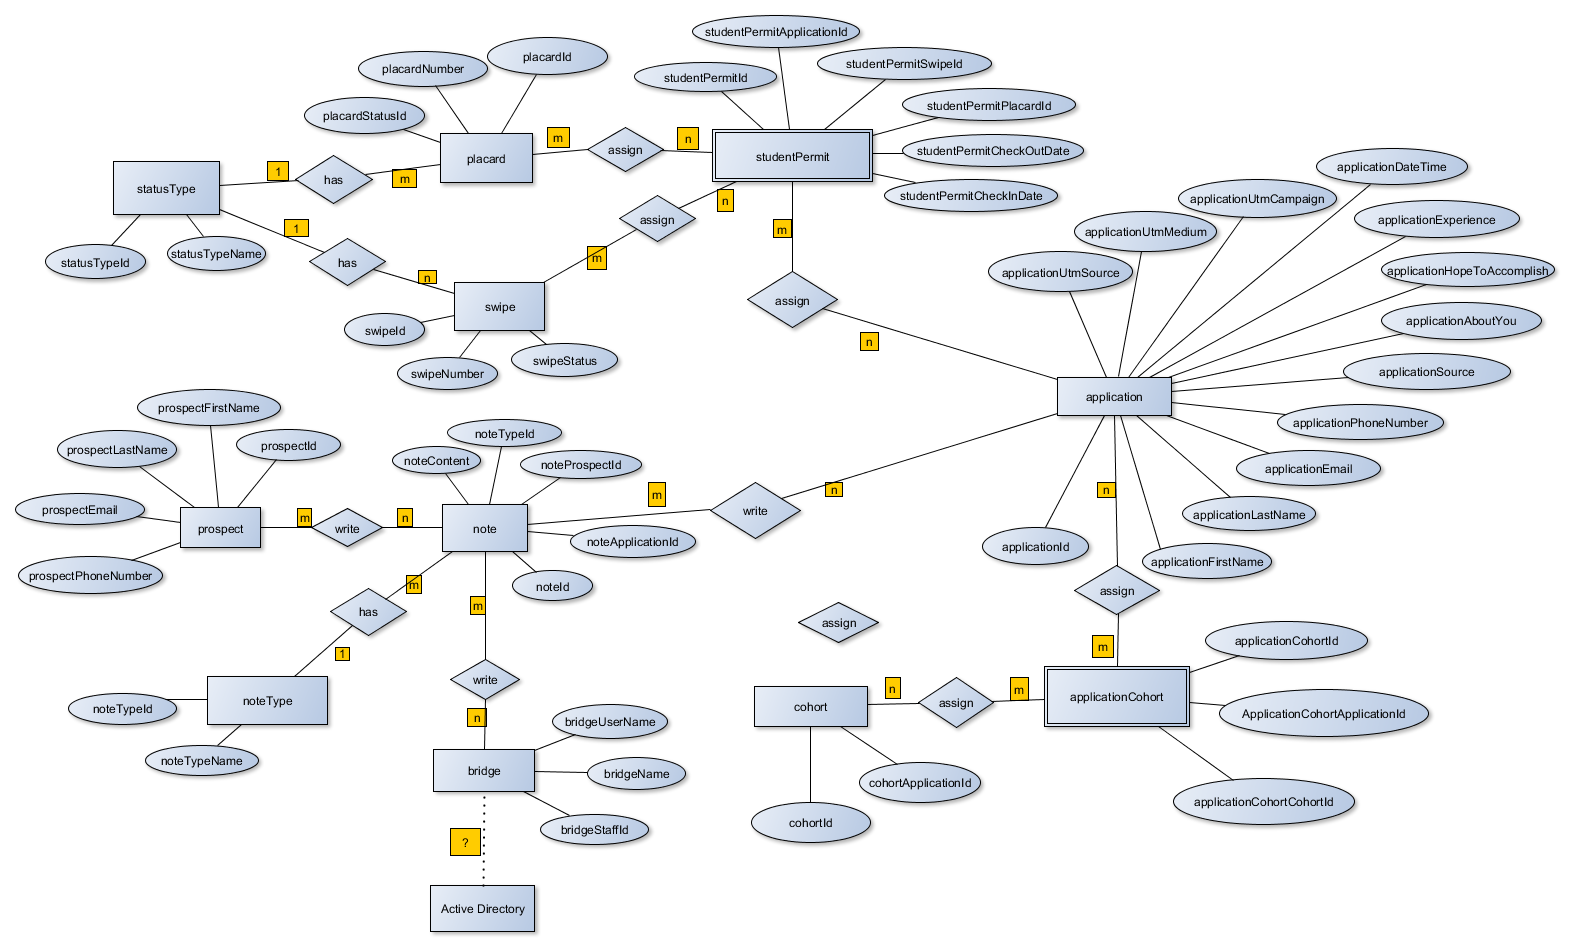 studentPermitApplicationId
placardId
placardNumber
studentPermitSwipeId
studentPermitId
studentPermitPlacardId
placardStatusId
m
n
assign
studentPermitCheckOutDate
placard
studentPermit
applicationDateTime
1
has
m
statusType
studentPermitCheckInDate
applicationUtmCampaign
n
assign
applicationExperience
1
m
applicationUtmMedium
statusTypeName
statusTypeId
has
m
applicationUtmSource
applicationHopeToAccomplish
n
assign
swipe
swipeId
applicationAboutYou
n
swipeStatus
swipeNumber
applicationSource
application
prospectFirstName
applicationPhoneNumber
noteTypeId
prospectLastName
prospectId
noteContent
noteProspectId
applicationEmail
m
n
n
prospectEmail
write
applicationLastName
m
n
prospect
write
note
noteApplicationId
applicationId
applicationFirstName
prospectPhoneNumber
m
noteId
assign
has
m
assign
applicationCohortId
m
1
write
n
m
noteType
cohort
assign
applicationCohort
noteTypeId
n
bridgeUserName
ApplicationCohortApplicationId
noteTypeName
bridge
bridgeName
cohortApplicationId
applicationCohortCohortId
cohortId
bridgeStaffId
?
Active Directory